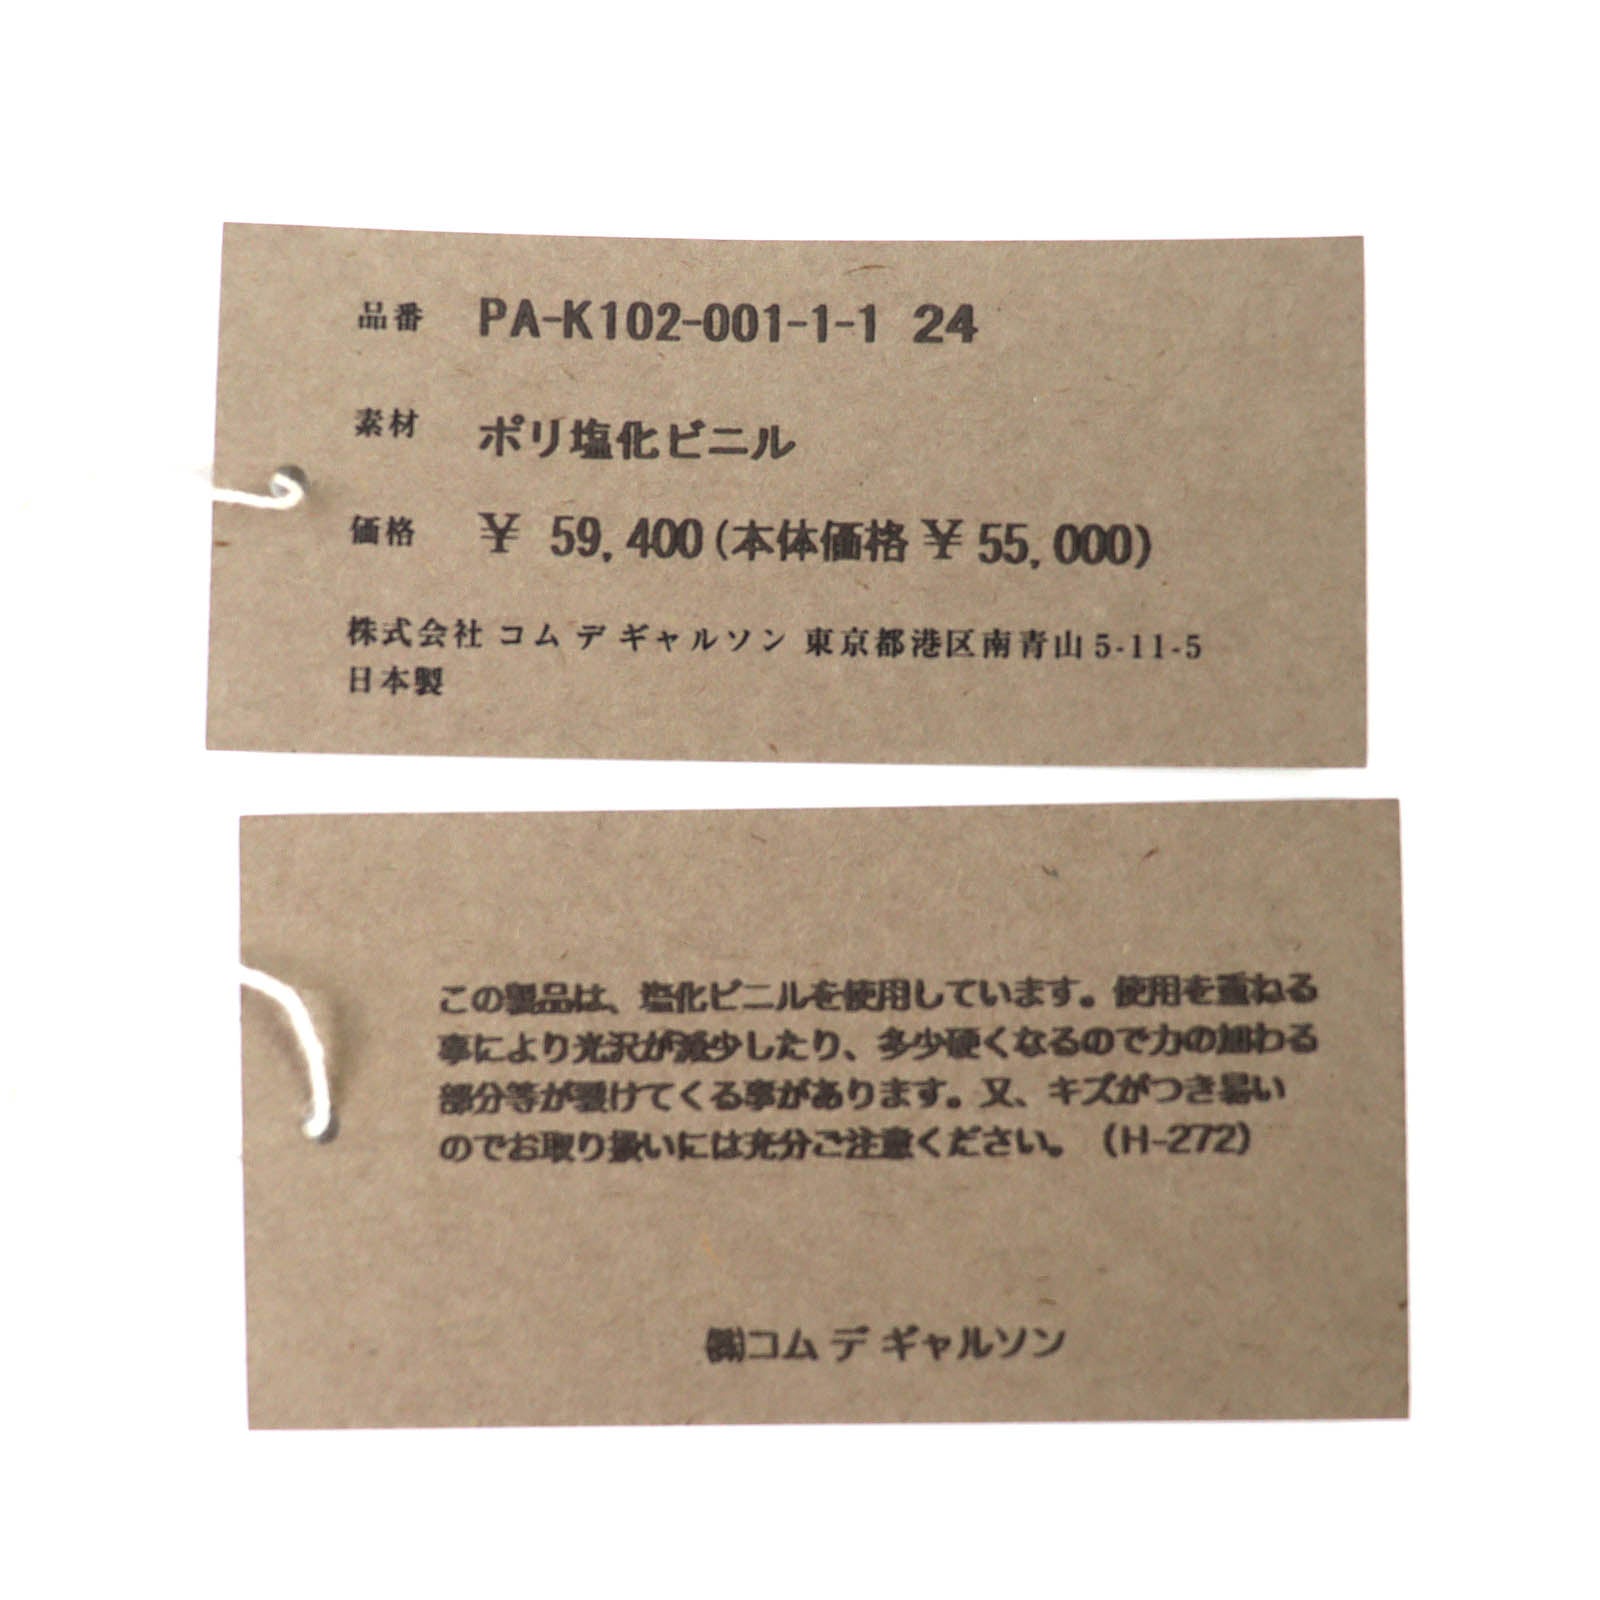 品番 PA-K102-001-1-1 24
素材 ポリ塩化ビニル
価格 ¥ 59,400(本体価格 ¥ 55,000)
株式会社 コム デ ギャルソン 東京都港区南青山 5-11-5
日本製
この製品は、塩化ビニルを使用しています。使用を重ねる
事により光沢が減少したり、多少硬くなるので力の加わる
部分等が裂けてくる事があります。又、キズがつき易い
のでお取り扱いには充分ご注意ください。(H-272)
㈱コム デ ギャルソン